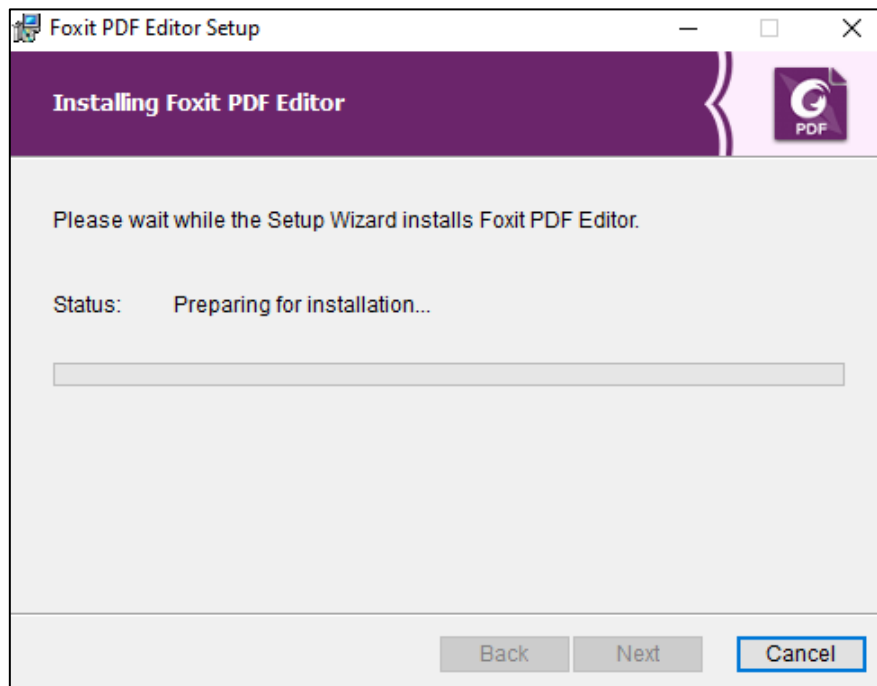 Foxit PDF Editor Setup
Installing Foxit PDF Editor
PDF
Please wait while the Setup Wizard installs Foxit PDF Editor.
Status: Preparing for installation...
Back Next Cancel